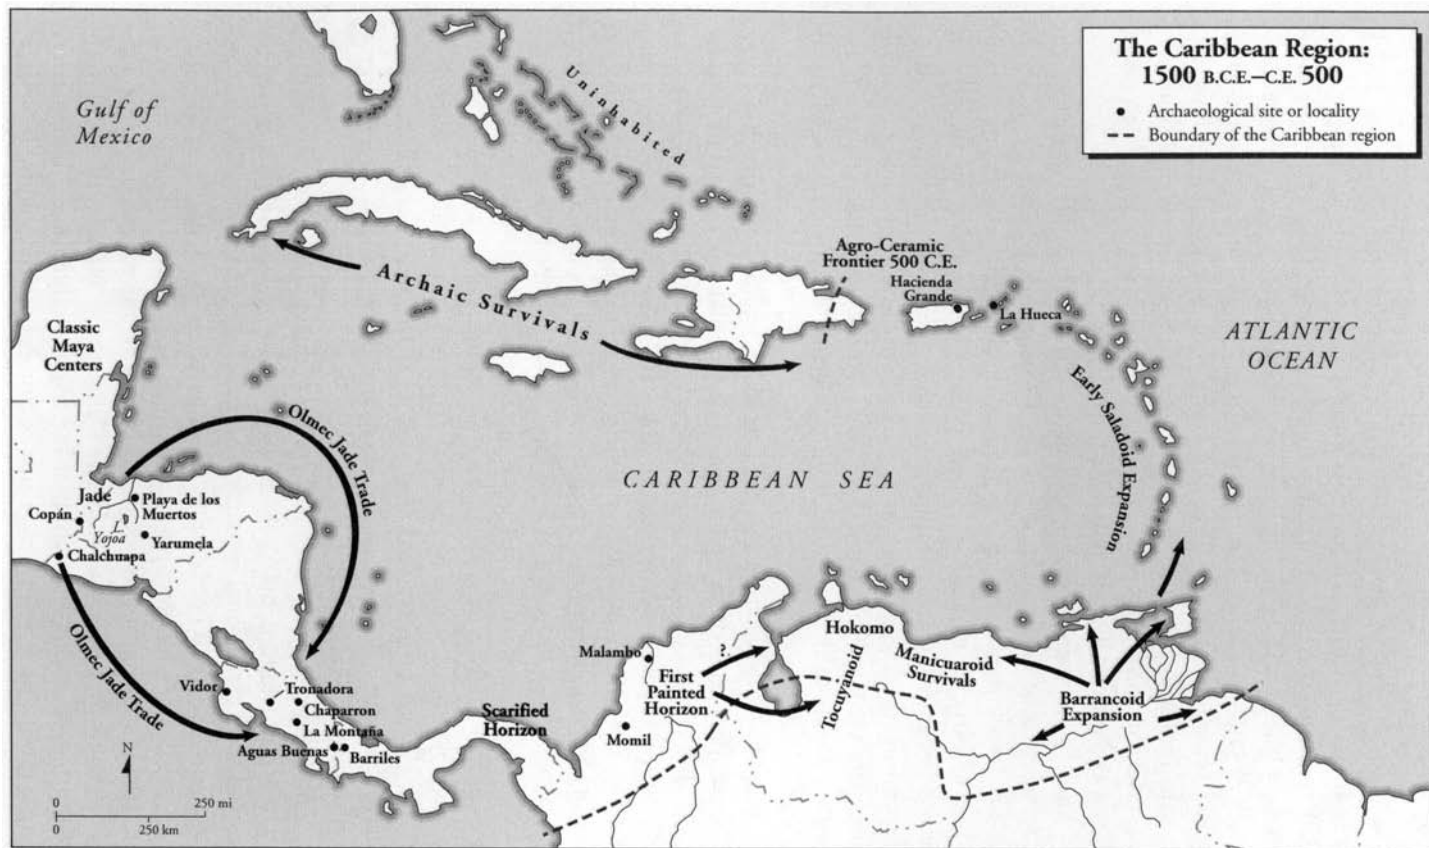 The Caribbean Region:
1500 B.C.E.–C.E. 500
Archaeological site or locality
Boundary of the Caribbean region
Gulf of
Mexico
Uninhabited
Agro-Ceramic
Frontier 500 C.E.
Hacienda
Grande
La Hueca
Archaic Survivals
ATLANTIC
OCEAN
Classic
Maya
Centers
Early Saladoid Expansion
Olmec Jade Trade
CARIBBEAN SEA
Jade
Playa de los
Muertos
Copán
L.
Yojoa
Yarumela
Chalchuapa
Olmec Jade Trade
Hokomo
Malambo
?
Manicuaroid
Survivals
First
Painted
Horizon
Tocuyanoid
Barrancoid
Expansion
Vidor
Tronadora
Chaparron
La Montaña
Scarified
Horizon
Momil
Aguas Buenas
Barriles
N
0
250 mi
0
250 km